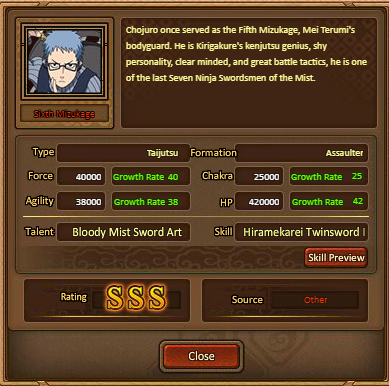 Chojuro once served as the Fifth Mizukage, Mei Terumi's
bodyguard. He is Kirigakure's kenjutsu genius, shy
personality, clear minded, and great battle tactics, he is one
of the last Seven Ninja Swordsmen of the Mist.
Sixth Mizukage
Type Taijutsu Formation Assaulter
Force 40000 Growth Rate 40 Chakra 25000 Growth Rate 25
Agility 38000 Growth Rate 38 HP 420000 Growth Rate 42
Talent Bloody Mist Sword Art Skill Hiramekarei Twinsword
Skill Preview
Rating SSS Source Other
Close